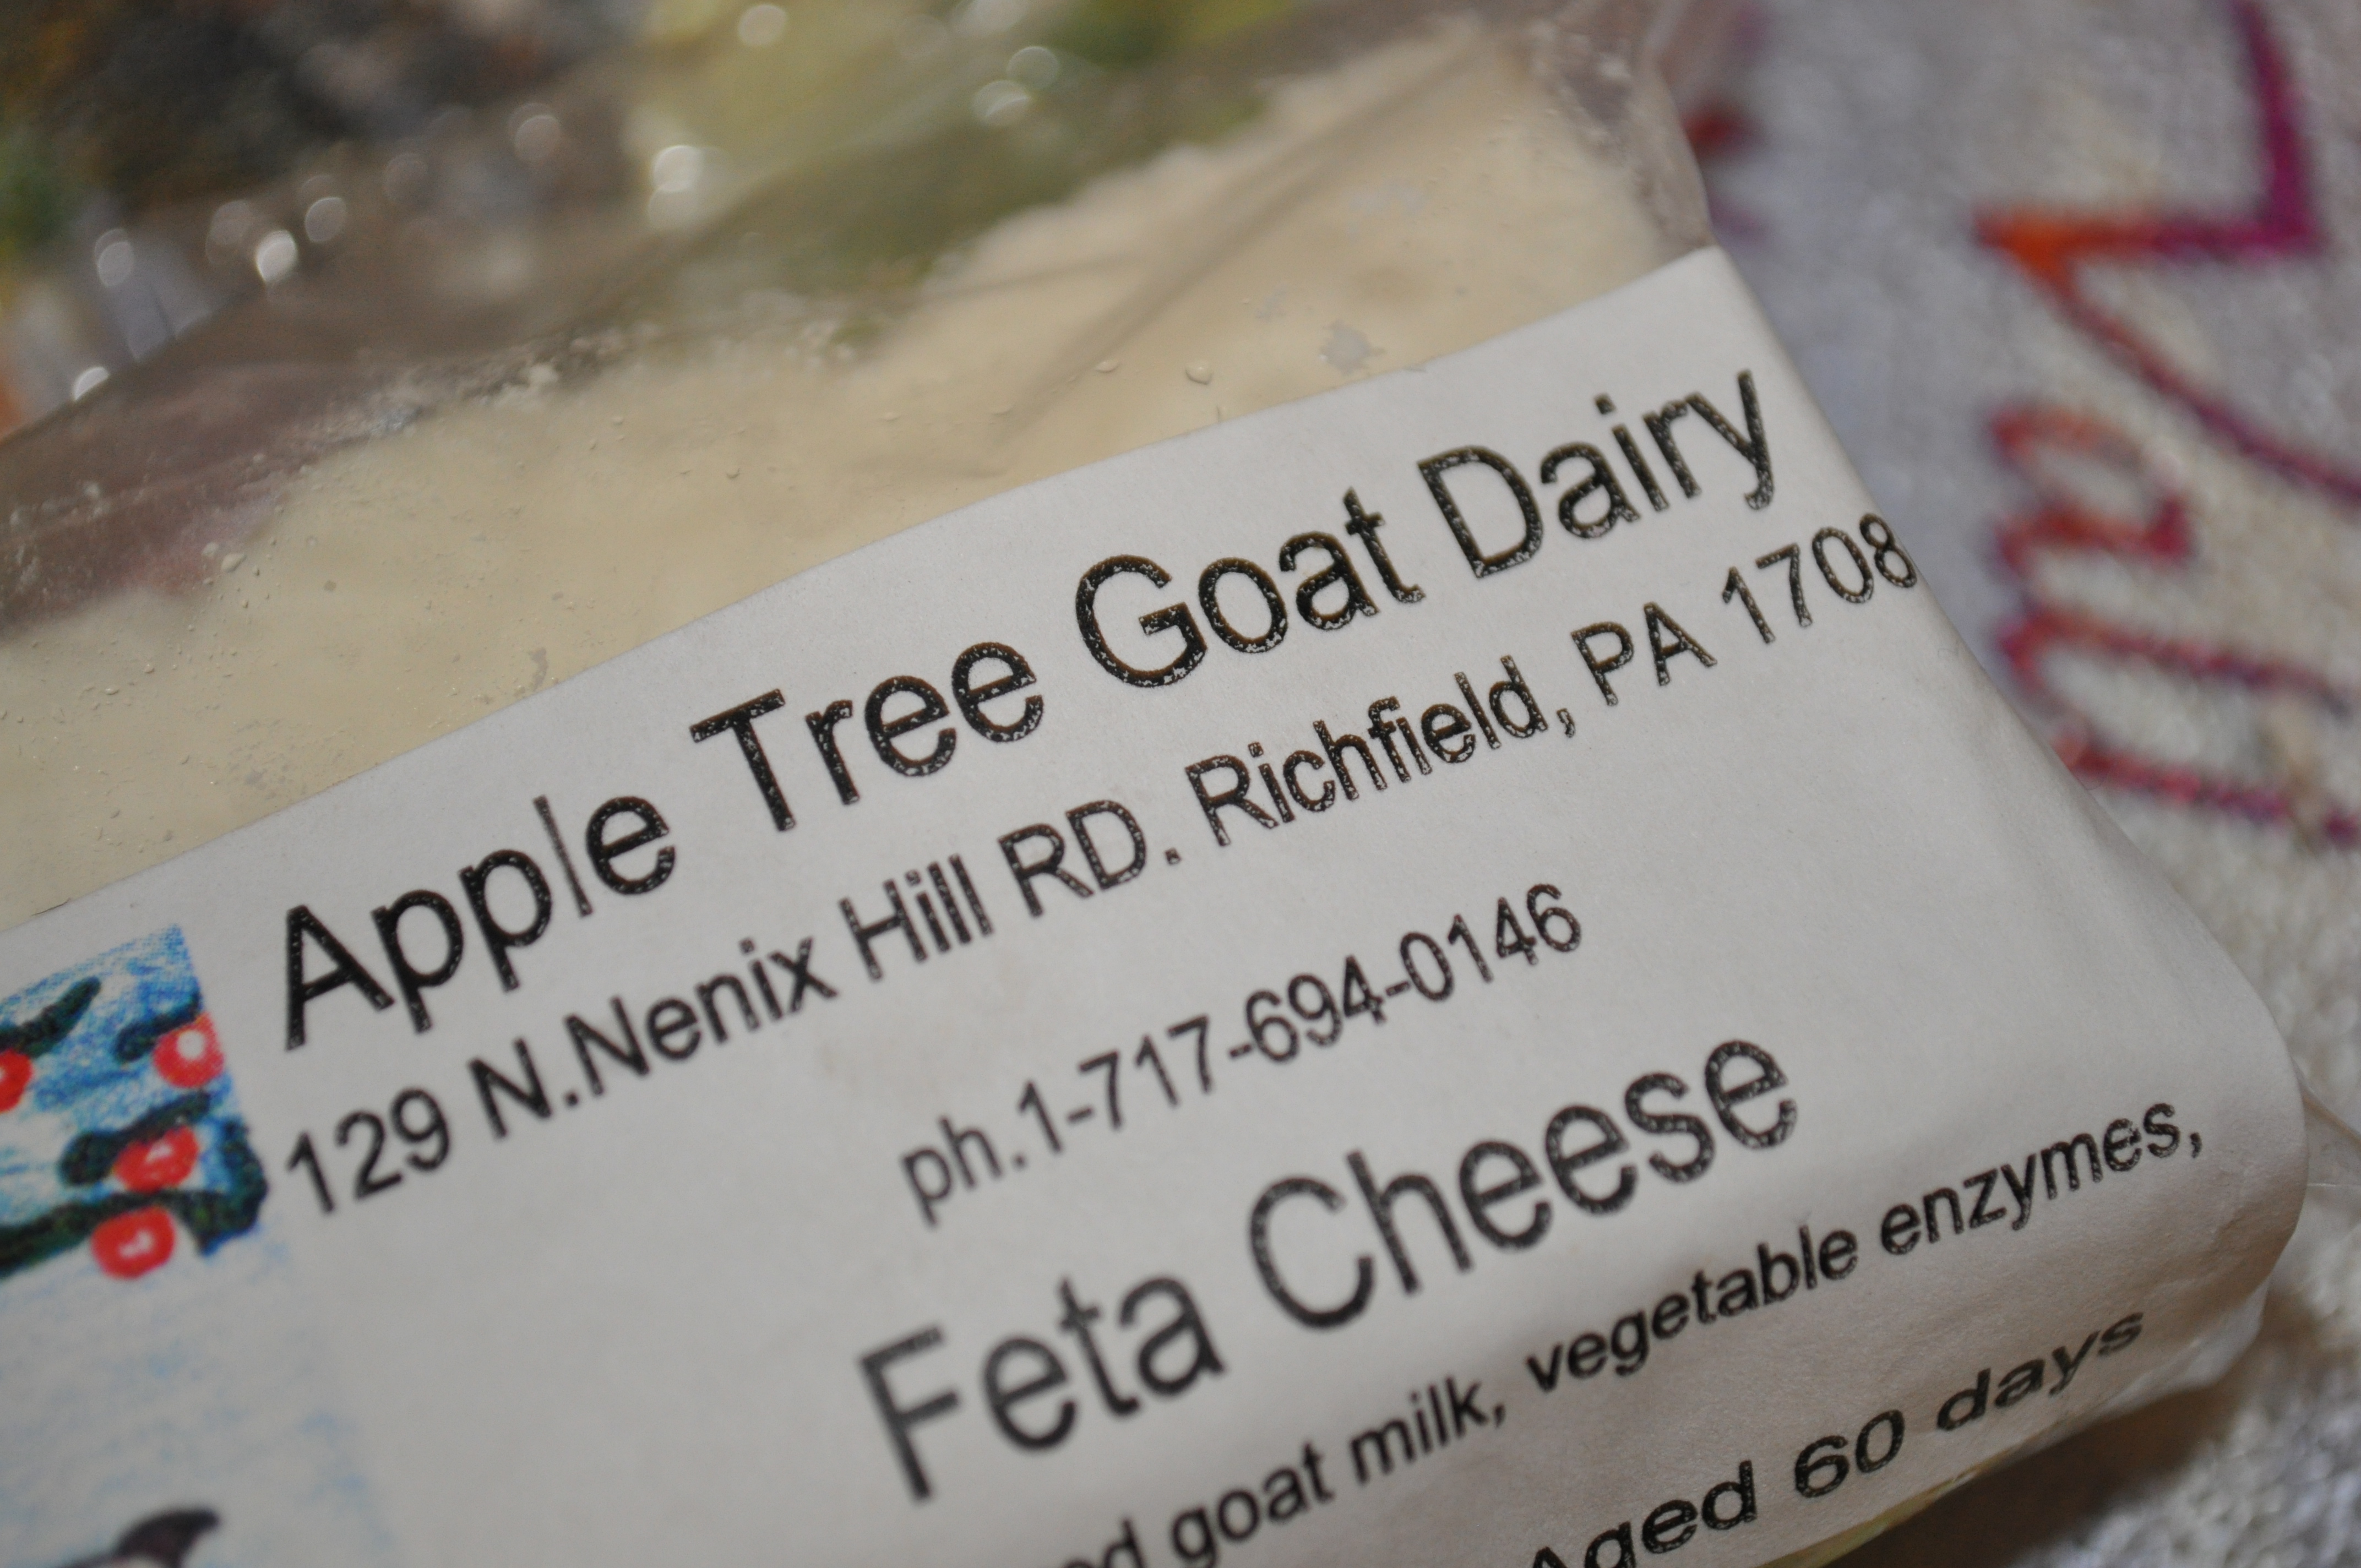 Apple Tree Goat Dairy
129 N.Nenix Hill RD. Richfield, PA 1708
ph.1-717-694-0146
Feta Cheese
goat milk, vegetable enzymes,
Aged 60 days